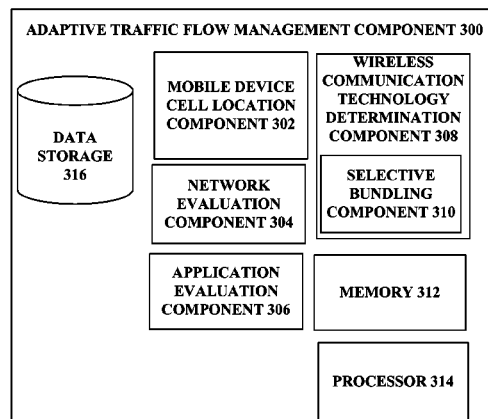 ADAPTIVE TRAFFIC FLOW MANAGEMENT COMPONENT 300
DATA
STORAGE
316
MOBILE DEVICE
CELL LOCATION
COMPONENT 302
NETWORK
EVALUATION
COMPONENT 304
APPLICATION
EVALUATION
COMPONENT 306
WIRELESS
COMMUNICATION
TECHNOLOGY
DETERMINATION
COMPONENT 308
SELECTIVE
BUNDLING
COMPONENT 310
MEMORY 312
PROCESSOR 314